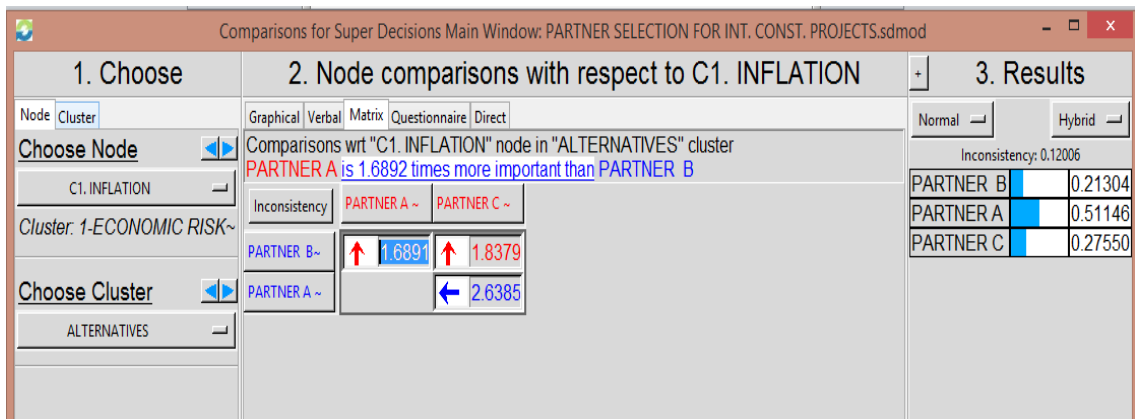 Comparisons for Super Decisions Main Window: PARTNER SELECTION FOR INT. CONST. PROJECTS.sdmod
1. Choose
Node Cluster
Choose Node
C1. INFLATION
Cluster: 1-ECONOMIC RISK~
Choose Cluster
ALTERNATIVES
2. Node comparisons with respect to C1. INFLATION
Graphical Verbal Matrix Questionnaire Direct
Comparisons wrt "C1. INFLATION" node in "ALTERNATIVES" cluster
PARTNER A is 1.6892 times more important than PARTNER B
Inconsistency PARTNER A ~ PARTNER C ~
PARTNER B~ 1.6891 1.8379
PARTNER A ~ 2.6385
+ 3. Results
Normal Hybrid
Inconsistency: 0.12006
PARTNER B 0.21304
PARTNER A 0.51146
PARTNER C 0.27550